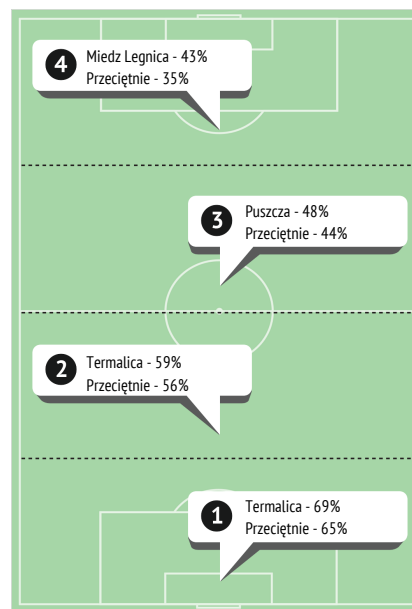 4 Miedz Legnica - 43%
Przeciętnie - 35%
3 Puszcza - 48%
Przeciętnie - 44%
2 Termalica - 59%
Przeciętnie - 56%
1 Termalica - 69%
Przeciętnie - 65%